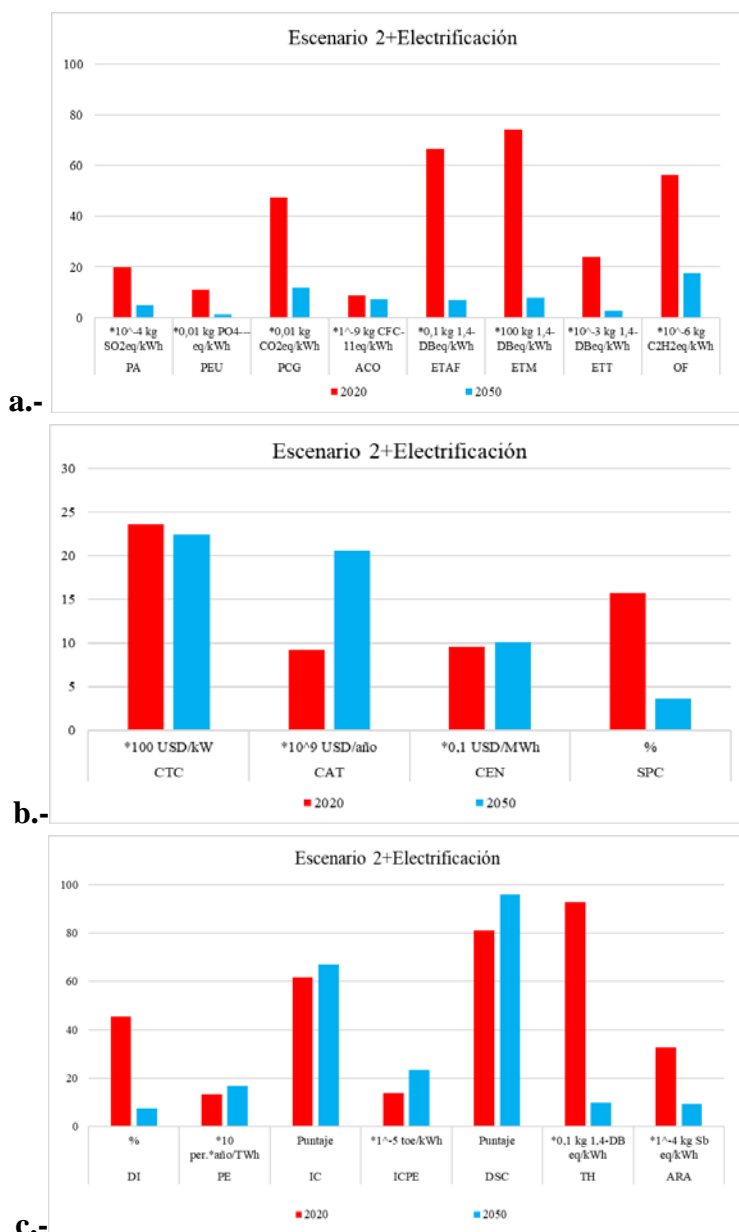 Escenario 2+Electrificación
100
80
60
40
20
0
*10^-4 kg *0,01 kg PO4--- *0,01 kg *1^-9 kg CFC- *0,1 kg 1,4- *100 kg 1,4- *10^-3 kg 1,4- *10^-6 kg
SO2eq/kWh eq/kWh CO2eq/kWh 11eq/kWh DBeq/kWh DBeq/kWh DBeq/kWh C2H2eq/kWh
PA PEU PCG ACO ETAF ETM ETT OF
2020 2050
a.-
Escenario 2+Electrificación
30
25
20
15
10
5
0
*100 USD/kW *10^9 USD/año *0,1 USD/MWh %
CTC CAT CEN SPC
2020 2050
b.-
Escenario 2+Electrificación
100
80
60
40
20
0
% *10 Puntaje *1^-5 toe/kWh Puntaje *0,1 kg 1,4-DB *1^-4 kg Sb
per.*año/TWh eq/kWh eq/kWh
DI PE IC ICPE DSC TH ARA
2020 2050
c.-